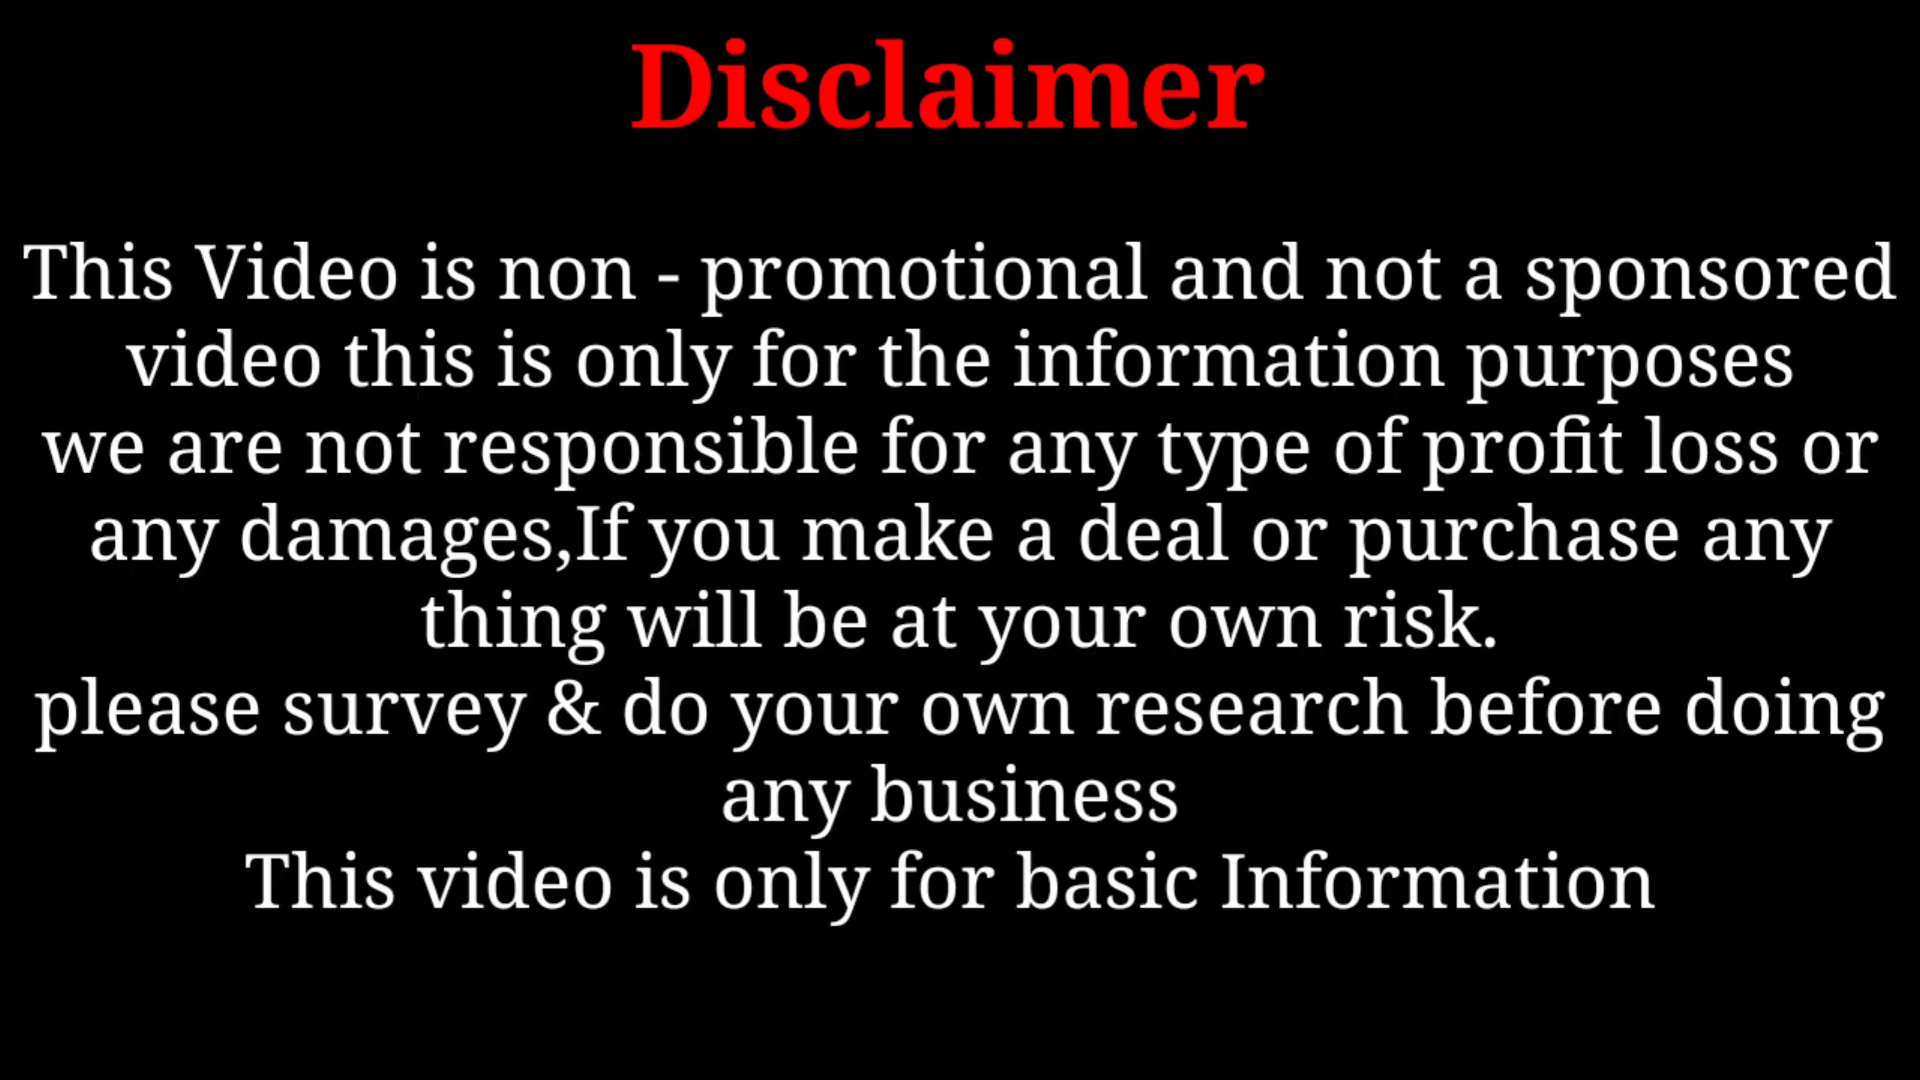 Disclaimer
This Video is non - promotional and not a sponsored
video this is only for the information purposes
we are not responsible for any type of profit loss or
any damages,If you make a deal or purchase any
thing will be at your own risk.
please survey & do your own research before doing
any business
This video is only for basic Information